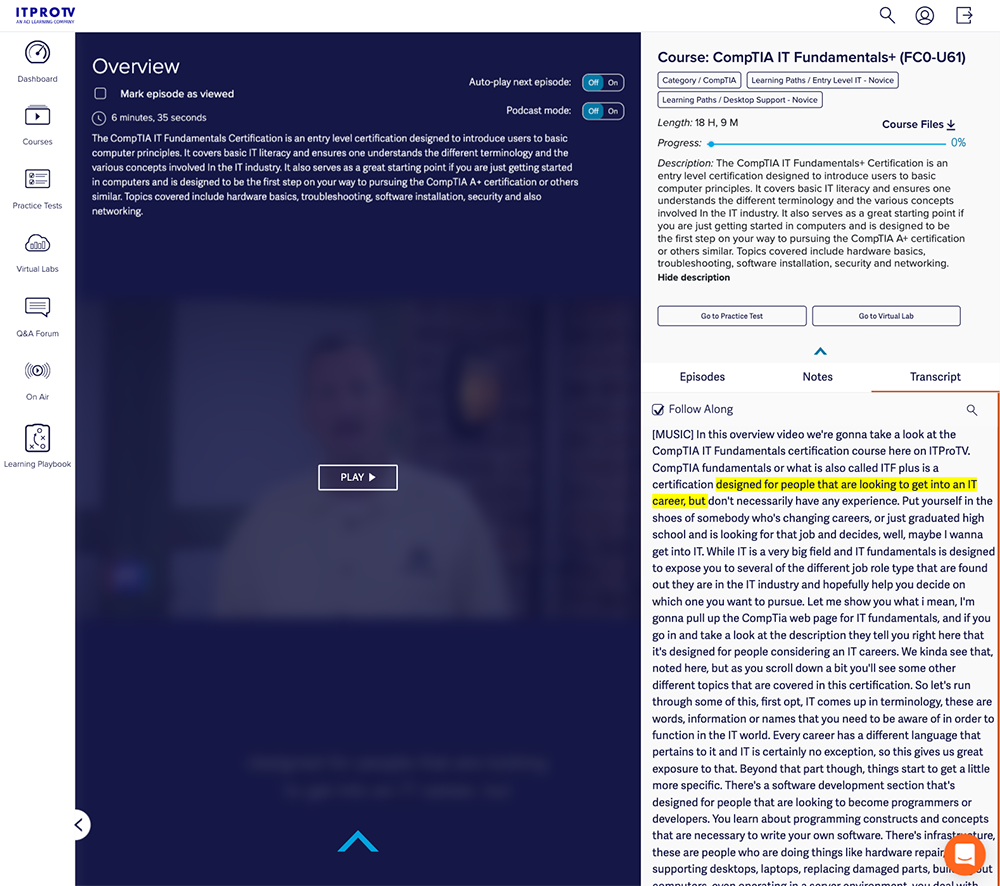 ITPROTV
AN ACI LEARNING COMPANY
Dashboard
Courses
Practice Tests
Virtual Labs
Q&A Forum
On Air
Learning Playbook
Overview
Mark episode as viewed
6 minutes, 35 seconds
Auto-play next episode:
Off On
Podcast mode:
Off On
The CompTIA IT Fundamentals Certification is an entry level certification designed to introduce users to basic
computer principles. It covers basic IT literacy and ensures one understands the different terminology and the
various concepts involved In the IT industry. It also serves as a great starting point if you are just getting started
in computers and is designed to be the first step on your way to pursuing the CompTIA A+ certification or others
similar. Topics covered include hardware basics, troubleshooting, software installation, security and also
networking.
PLAY
Designed for people that are looking
to get into an IT career, but
Course: CompTIA IT Fundamentals+ (FC0-U61)
Category / CompTIA
Learning Paths / Entry Level IT - Novice
Learning Paths / Desktop Support - Novice
Length: 18 H, 9 M
Course Files
Progress:
0%
Description: The CompTIA IT Fundamentals+ Certification is an
entry level certification designed to introduce users to basic
computer principles. It covers basic IT literacy and ensures one
understands the different terminology and the various concepts
involved In the IT industry. It also serves as a great starting point if
you are just getting started in computers and is designed to be
the first step on your way to pursuing the CompTIA A+ certification
or others similar. Topics covered include hardware basics,
troubleshooting, software installation, security and networking.
Hide description
Go to Practice Test
Go to Virtual Lab
Episodes
Notes
Transcript
Follow Along
[MUSIC] In this overview video we're gonna take a look at the
CompTIA IT Fundamentals certification course here on ITProTV.
CompTIA fundamentals or what is also called ITF plus is a
certification designed for people that are looking to get into an IT
career, but don't necessarily have any experience. Put yourself in the
shoes of somebody who's changing careers, or just graduated high
school and is looking for that job and decides, well, maybe I wanna
get into IT. While IT is a very big field and IT fundamentals is designed
to expose you to several of the different job role type that are found
out they are in the IT industry and hopefully help you decide on
which one you want to pursue. Let me show you what i mean, I'm
gonna pull up the CompTia web page for IT fundamentals, and if you
go in and take a look at the description they tell you right here that
it's designed for people considering an IT careers. We kinda see that,
noted here, but as you scroll down a bit you'll see some other
different topics that are covered in this certification. So let's run
through some of this, first opt, IT comes up in terminology, these are
words, information or names that you need to be aware of in order to
function in the IT world. Every career has a different language that
pertains to it and IT is certainly no exception, so this gives us great
exposure to that. Beyond that part though, things start to get a little
more specific. There's a software development section that's
designed for people that are looking to become programmers or
developers. You learn about programming constructs and concepts
that are necessary to write your own software. There's infrastructure,
these are people who are doing things like hardware repair
supporting desktops, laptops, replacing damaged parts,
computers, even operating in a server environment, you deal with